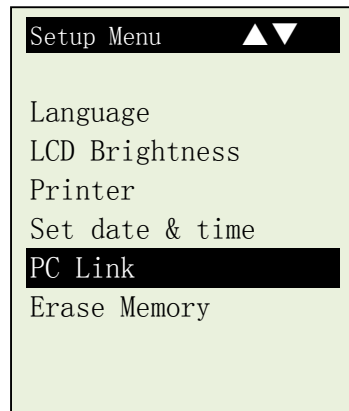 Setup Menu ▲▼
Language
LCD Brightness
Printer
Set date & time
PC Link
Erase Memory